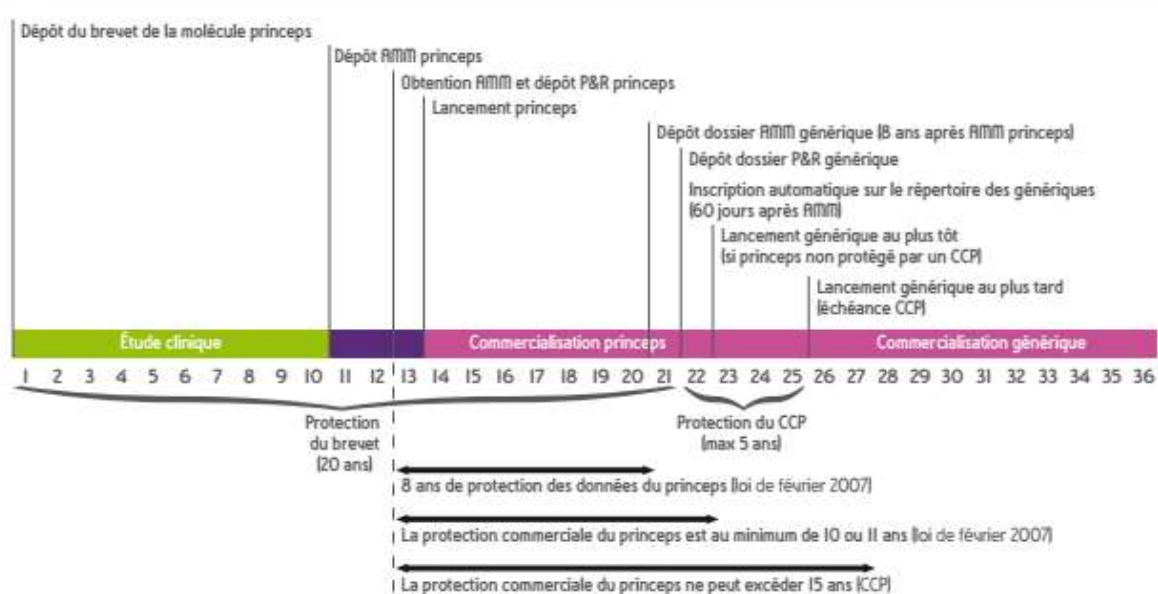 Dépôt du brevet de la molécule princeps
Dépôt AMM princeps
Obtention AMM et dépôt P&R princeps
Lancement princeps
Dépôt dossier AMM générique (8 ans après AMM princeps)
Dépôt dossier P&R générique
Inscription automatique sur le répertoire des génériques
(60 jours après AMM)
Lancement générique au plus tôt
(si princeps non protégé par un CCP)
Lancement générique au plus tard
(échéance CCP)
Étude clinique
Commercialisation princeps
Commercialisation générique
1 2 3 4 5 6 7 8 9 10 11 12 13 14 15 16 17 18 19 20 21 22 23 24 25 26 27 28 29 30 31 32 33 34 35 36
Protection
du brevet
(20 ans)
Protection du CCP
(max 5 ans)
8 ans de protection des données du princeps (loi de février 2007)
La protection commerciale du princeps est au minimum de 10 ou 11 ans (loi de février 2007)
La protection commerciale du princeps ne peut excéder 15 ans (CCP)